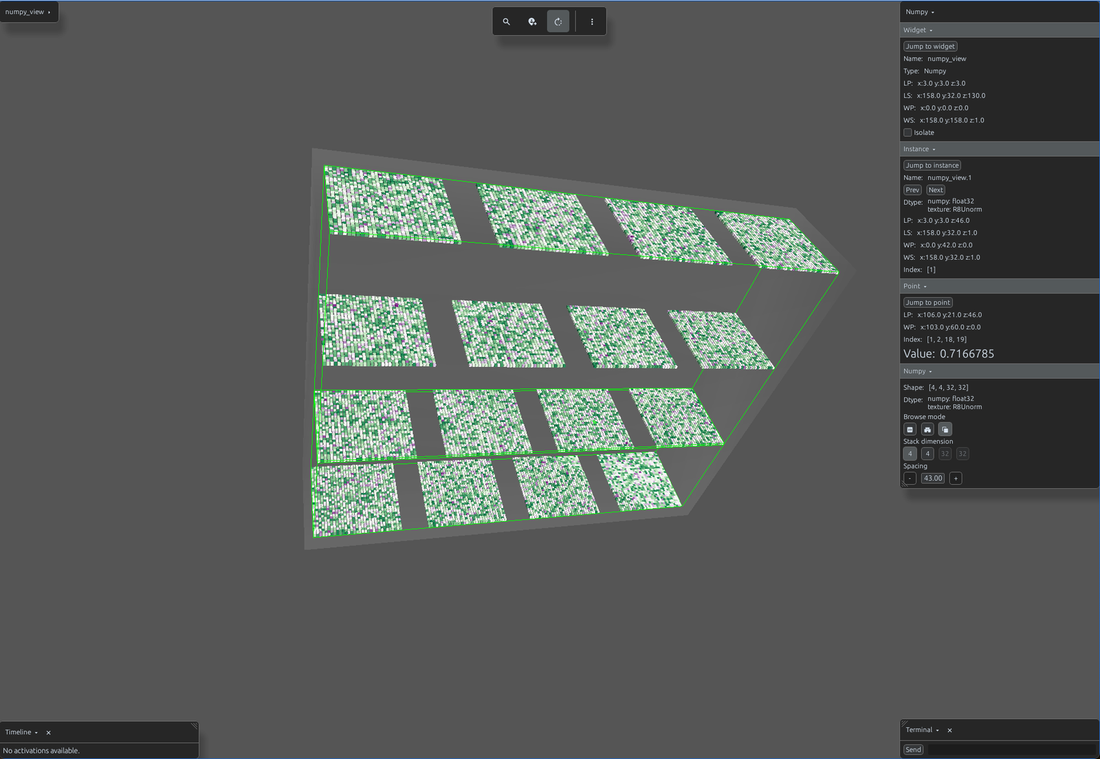 numpy_view
Numpy
Widget
Jump to widget
Name: numpy_view
Type: Numpy
LP: x:3.0 y:3.0 z:3.0
LS: x:158.0 y:32.0 z:130.0
WP: x:0.0 y:0.0 z:0.0
WS: x:158.0 y:158.0 z:1.0
Isolate
Instance
Jump to instance
Name: numpy_view.1
Prev Next
Dtype: numpy: float32
texture: R8Unorm
LP: x:3.0 y:3.0 z:46.0
LS: x:158.0 y:32.0 z:1.0
WP: x:0.0 y:42.0 z:0.0
WS: x:158.0 y:32.0 z:1.0
Index: [1]
Point
Jump to point
LP: x:106.0 y:21.0 z:46.0
WP: x:103.0 y:60.0 z:0.0
Index: [1, 2, 18, 19]
Value: 0.7166785
Numpy
Shape: [4, 4, 32, 32]
Dtype: numpy: float32
texture: R8Unorm
Browse mode
Stack dimension
4 4 32 32
Spacing
- 43.00 +
Timeline
No activations available.
Terminal
Send